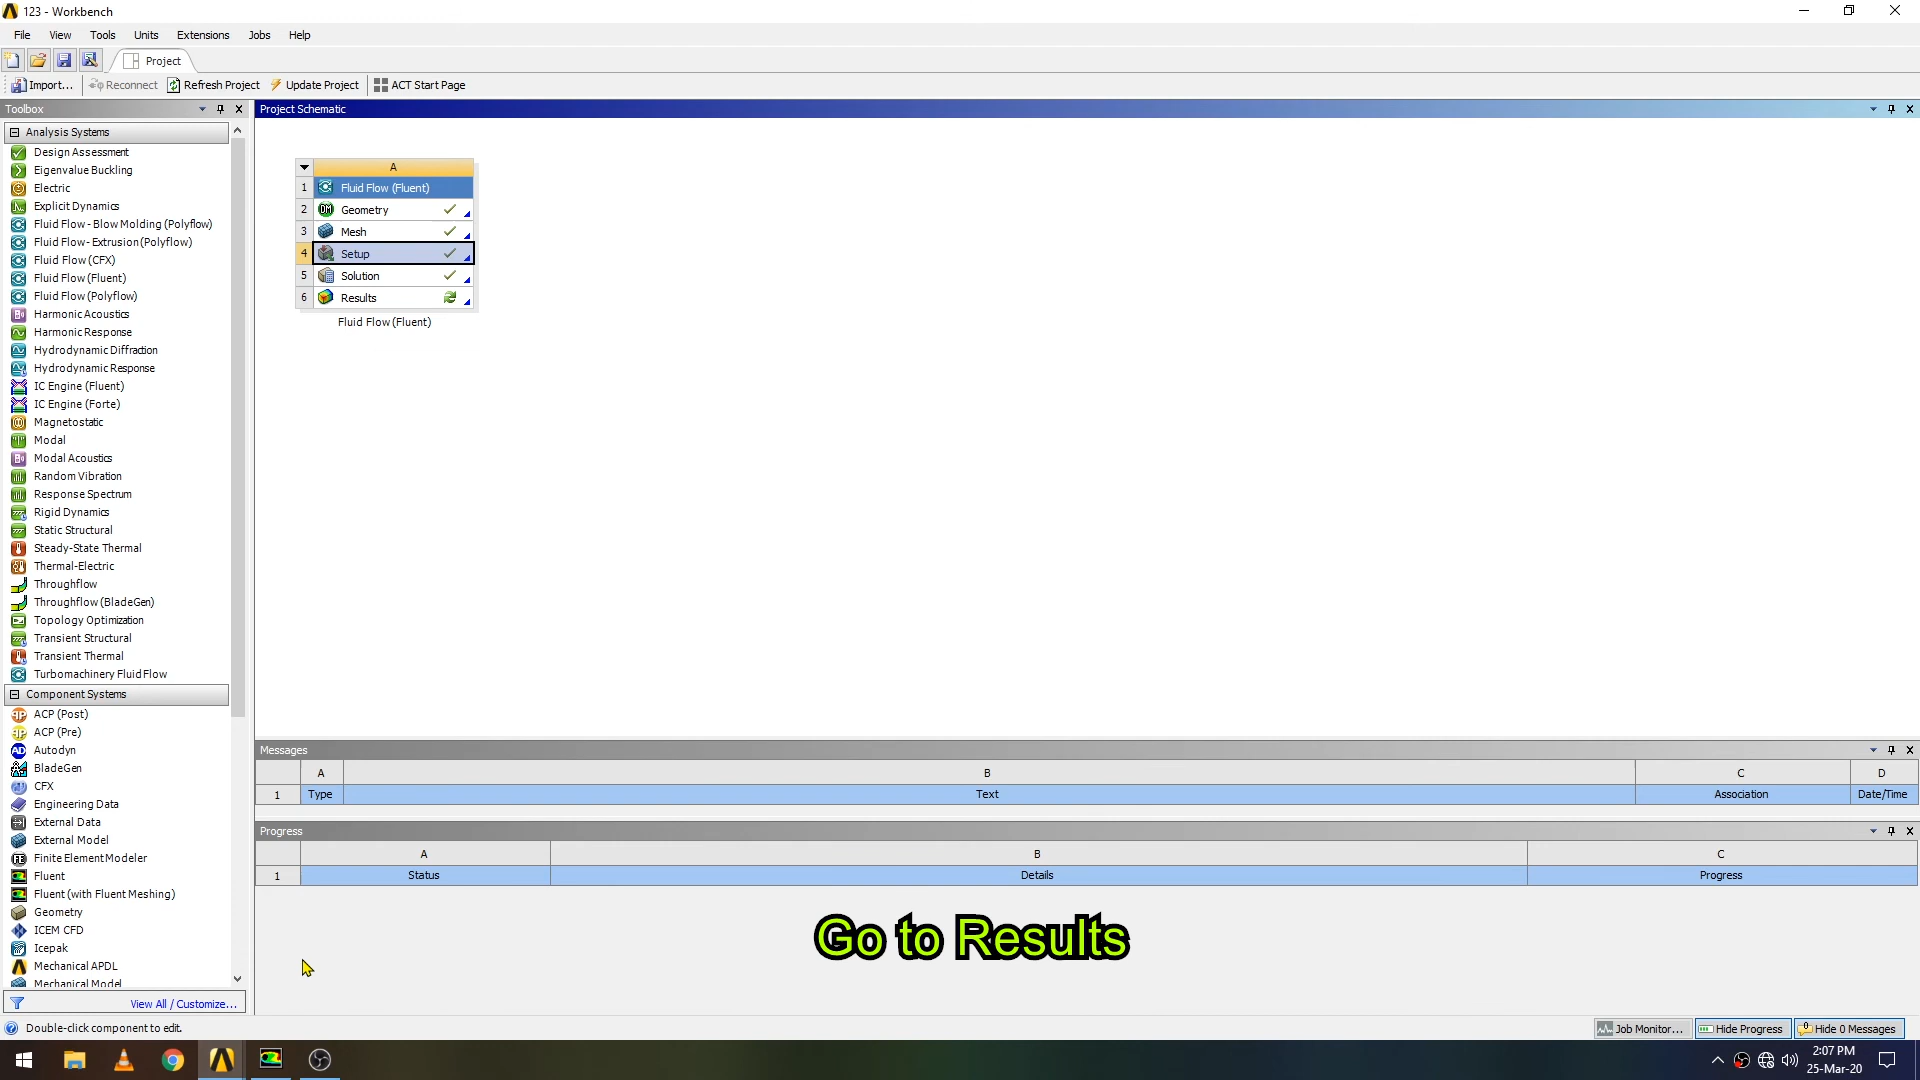 123 - Workbench
File View Tools Units Extensions Jobs Help
Project
Import... Reconnect Refresh Project Update Project ACT Start Page
Toolbox
Analysis Systems
Design Assessment
Eigenvalue Buckling
Electric
Explicit Dynamics
Fluid Flow - Blow Molding (Polyflow)
Fluid Flow- Extrusion (Polyflow)
Fluid Flow (CFX)
Fluid Flow (Fluent)
Fluid Flow (Polyflow)
Harmonic Acoustics
Harmonic Response
Hydrodynamic Diffraction
Hydrodynamic Response
IC Engine (Fluent)
IC Engine (Forte)
Magnetostatic
Modal
Modal Acoustics
Random Vibration
Response Spectrum
Rigid Dynamics
Static Structural
Steady-State Thermal
Thermal-Electric
Throughflow
Throughflow (BladeGen)
Topology Optimization
Transient Structural
Transient Thermal
Turbomachinery Fluid Flow
Component Systems
ACP (Post)
ACP (Pre)
Autodyn
BladeGen
CFX
Engineering Data
External Data
External Model
Finite Element Modeler
Fluent
Fluent (with Fluent Meshing)
Geometry
ICEM CFD
Icepak
Mechanical APDL
Mechanical Model
View All / Customize...
Project Schematic
A
1 Fluid Flow (Fluent)
2 Geometry
3 Mesh
4 Setup
5 Solution
6 Results
Fluid Flow (Fluent)
Messages
A B C D
1 Type Text Association Date/Time
Progress
A B C
1 Status Details Progress
Go to Results
Double-click component to edit.
Job Monitor... Hide Progress Hide 0 Messages
2:07 PM
25-Mar-20